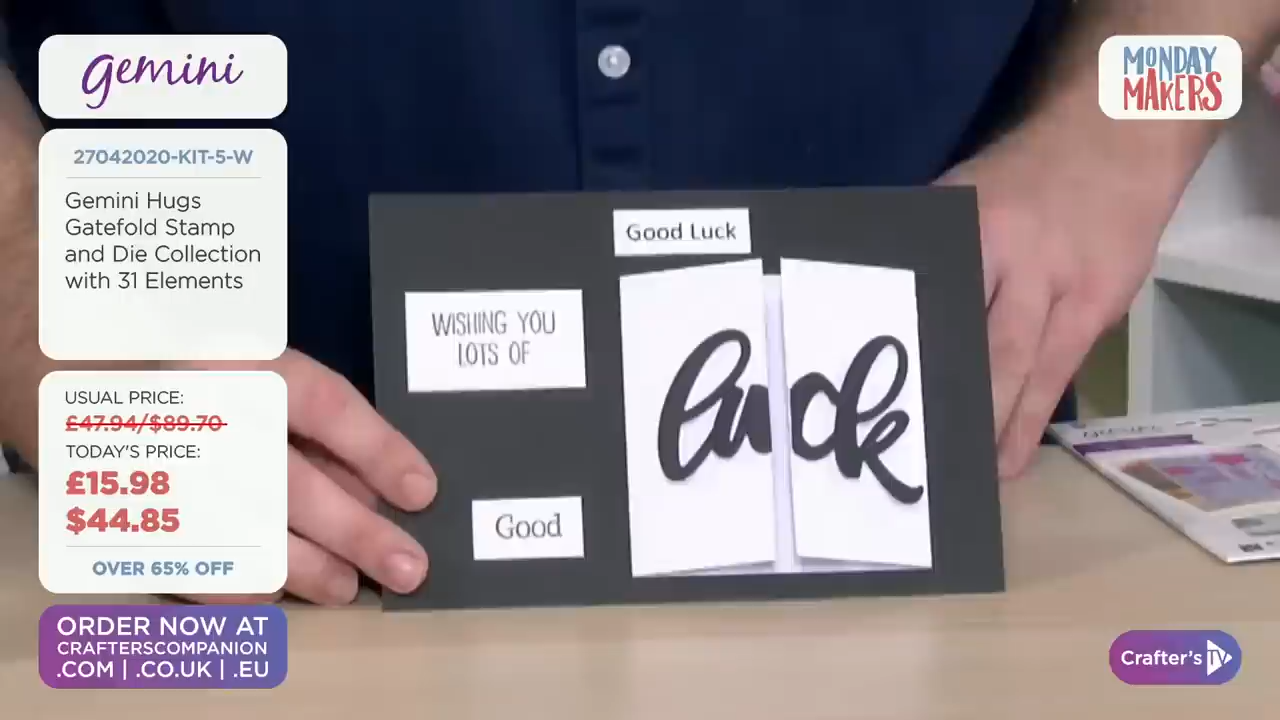 gemini
27042020-KIT-5-W
Gemini Hugs
Gatefold Stamp
and Die Collection
with 31 Elements
USUAL PRICE:
£47.94/$89.70
TODAY'S PRICE:
£15.98
$44.85
OVER 65% OFF
ORDER NOW AT
CRAFTERSCOMPANION
.COM | .CO.UK | .EU
MONDAY
MAKERS
Good Luck
WISHING YOU
LOTS OF
luck
Good
Crafter's TV